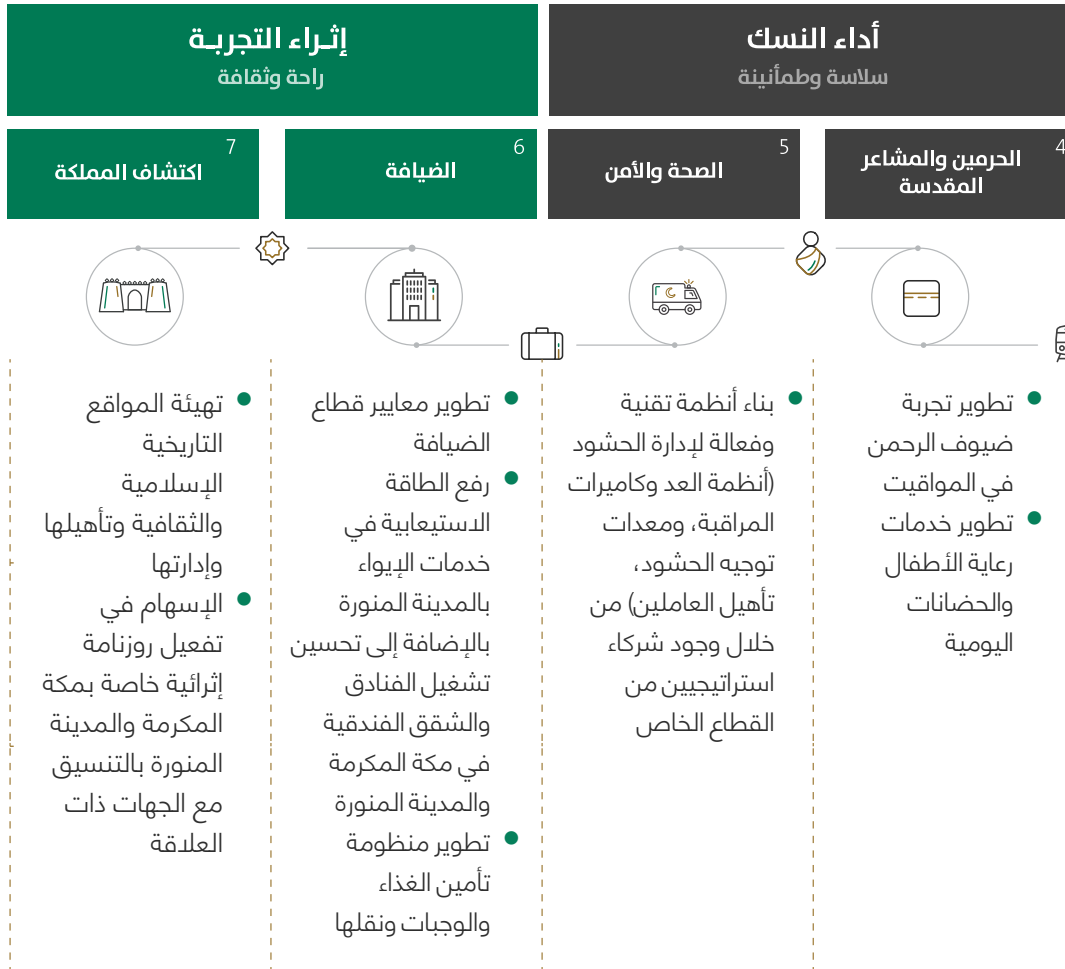 أداء النسك
سلاسة وطمأنينة
إثـراء التجربـة
راحة وثقافة
4
الحرمين والمشاعر
المقدسة
5
الصحة والأمن
6
الضيافة
7
اكتشاف المملكة
● تطوير تجربة
ضيوف الرحمن
في المواقيت
● تطوير خدمات
رعاية الأطفال
والحضانات
اليومية
● بناء أنظمة تقنية
وفعالة لإدارة الحشود
(أنظمة العد وكاميرات
المراقبة، ومعدات
توجيه الحشود،
تأهيل العاملين) من
خلال وجود شركاء
استراتيجيين من
القطاع الخاص
● تطوير معايير قطاع
الضيافة
● رفع الطاقة
الاستيعابية في
خدمات الإيواء
بالمدينة المنورة
بالإضافة إلى تحسين
تشغيل الفنادق
والشقق الفندقية
في مكة المكرمة
والمدينة المنورة
● تطوير منظومة
تأمين الغذاء
والوجبات ونقلها
● تهيئة المواقع
التاريخية
الإسلامية
والثقافية وتأهيلها
وإدارتها
● الإسهام في
تفعيل روزنامة
إثرائية خاصة بمكة
المكرمة والمدينة
المنورة بالتنسيق
مع الجهات ذات
العلاقة